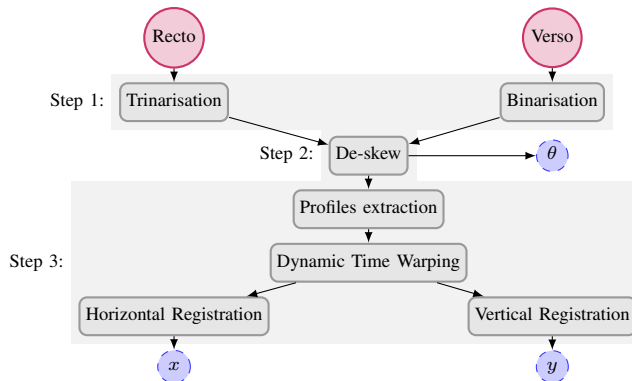 Recto Verso
Step 1: Trinarisation Binarisation
Step 2: De-skew θ
Profiles extraction
Step 3: Dynamic Time Warping
Horizontal Registration Vertical Registration
x y